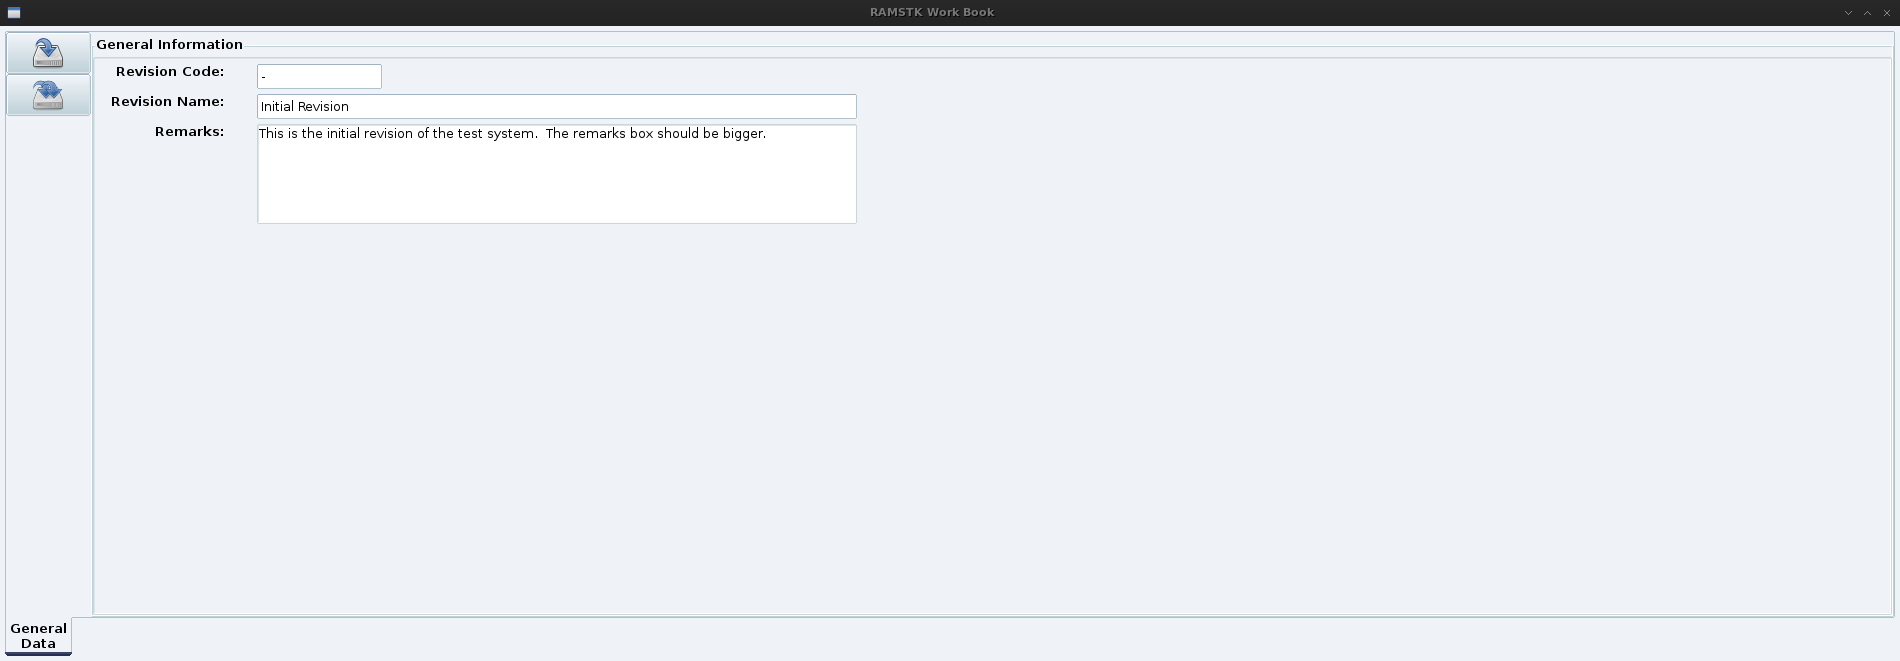 RAMSTK Work Book
General Information
Revision Code:
-
Revision Name:
Initial Revision
Remarks:
This is the initial revision of the test system.  The remarks box should be bigger.
General
Data